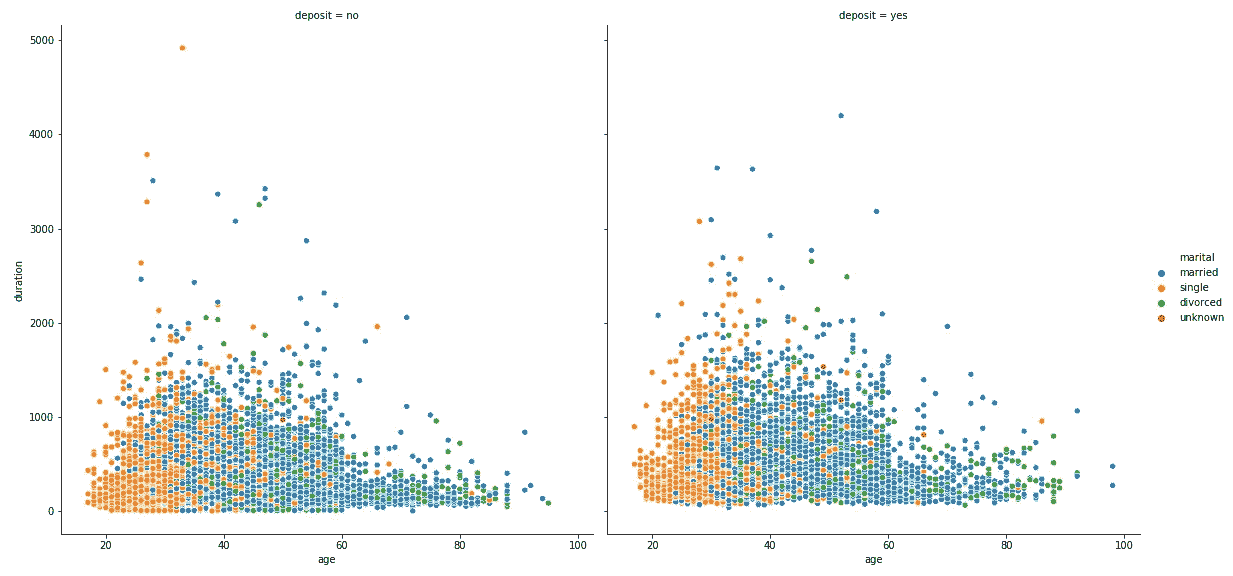 deposit = no
deposit = yes
5000
4000
3000
2000
1000
0
duration
20
40
60
80
100
age
20
40
60
80
100
age
marital
married
single
divorced
unknown